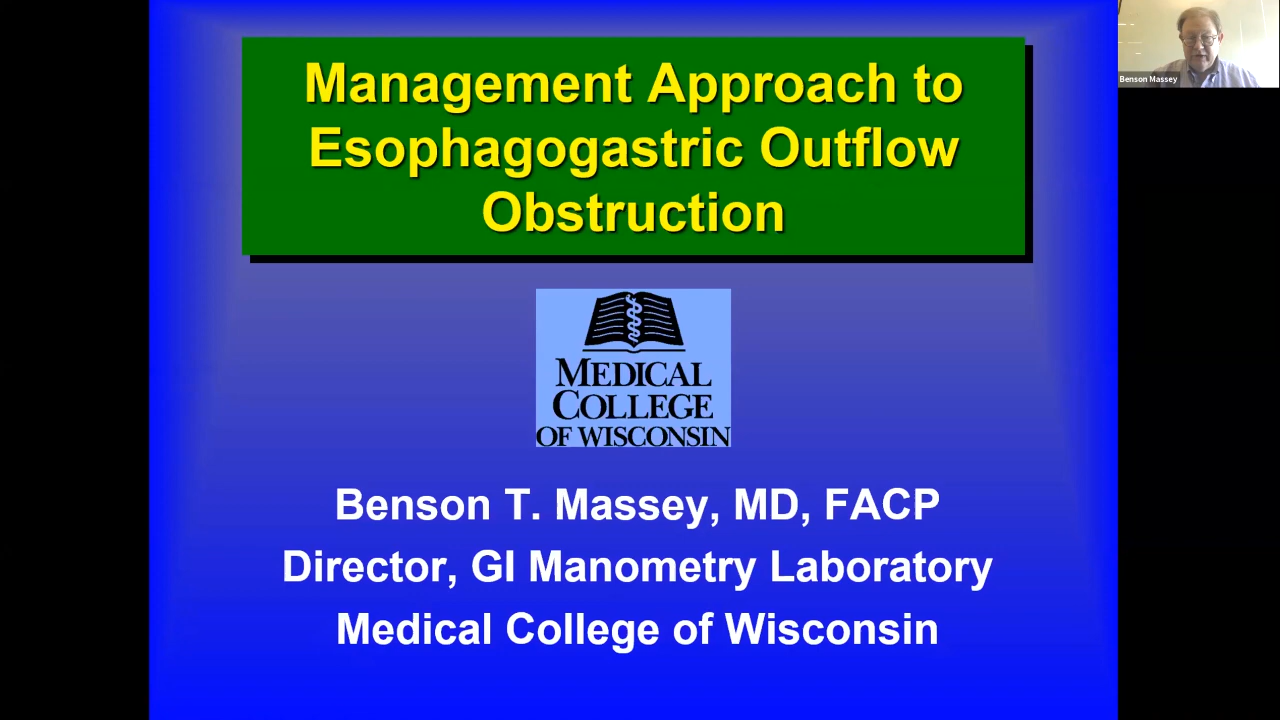 Management Approach to
Esophagogastric Outflow
Obstruction
Benson Massey
MEDICAL
COLLEGE
OF WISCONSIN
Benson T. Massey, MD, FACP
Director, GI Manometry Laboratory
Medical College of Wisconsin